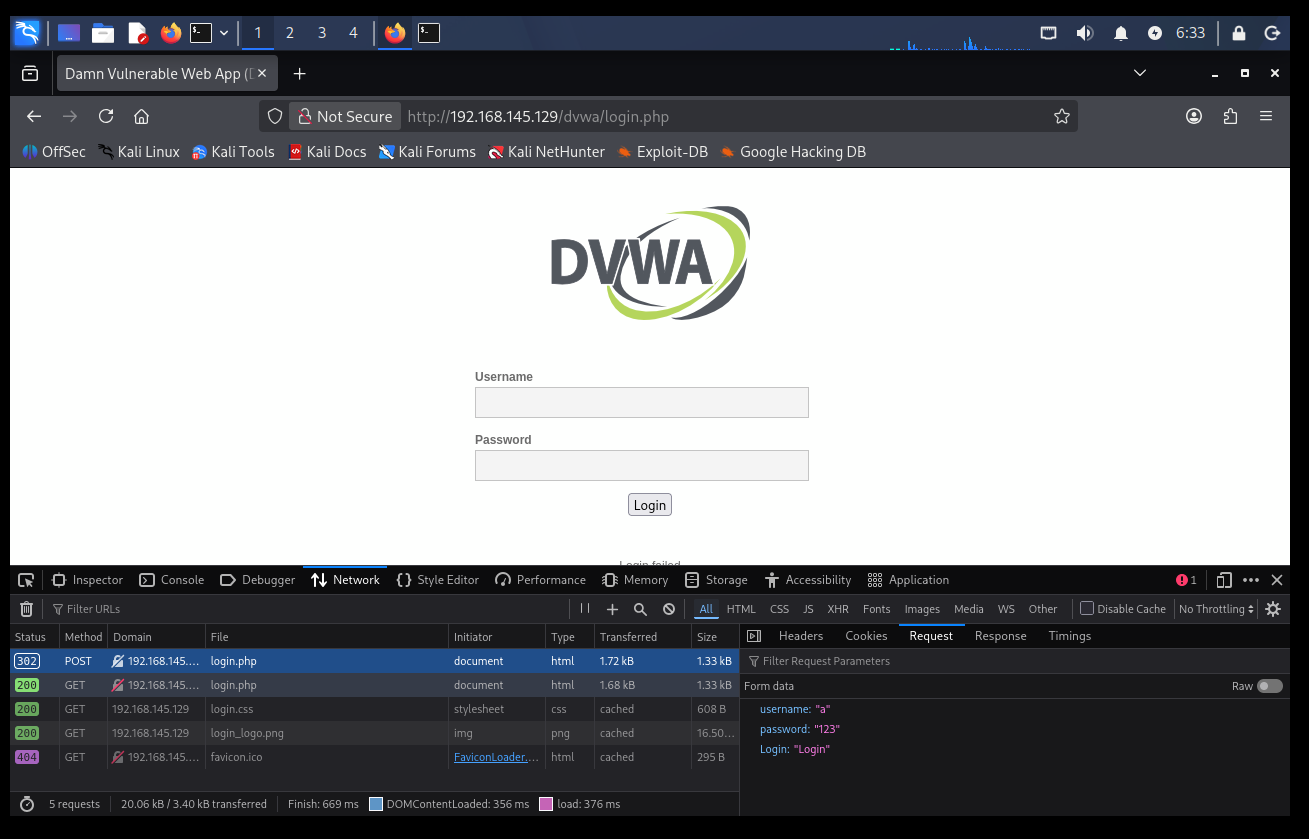 1 2 3 4 6:33
Damn Vulnerable Web App (
Not Secure http://192.168.145.129/dvwa/login.php
OffSec Kali Linux Kali Tools Kali Docs Kali Forums Kali NetHunter Exploit-DB Google Hacking DB
DVWA
Username
Password
Login
Login failed
Inspector Console Debugger Network Style Editor Performance Memory Storage Accessibility Application 1
Filter URLs All HTML CSS JS XHR Fonts Images Media WS Other Disable Cache No Throttling
Status Method Domain File Initiator Type Transferred Size Headers Cookies Request Response Timings
302 POST 192.168.145.… login.php document html 1.72 kB 1.33 kB Filter Request Parameters
200 GET 192.168.145.… login.php document html 1.68 kB 1.33 kB Form data Raw
200 GET 192.168.145.129 login.css stylesheet css cached 608 B username: "a"
200 GET 192.168.145.129 login_logo.png img png cached 16.50… password: "123"
404 GET 192.168.145.… favicon.ico FaviconLoader.… html cached 295 B Login: "Login"
5 requests 20.06 kB / 3.40 kB transferred Finish: 669 ms DOMContentLoaded: 356 ms load: 376 ms